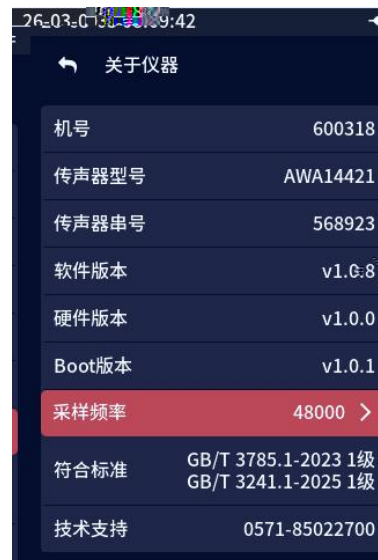 关于仪器
机号 600318
传声器型号 AWA14421
传声器串号 568923
软件版本
硬件版本 v1.0.0
Boot版本 v1.0.1
采样频率 48000 >
符合标准 GB/T 3785.1-2023 1级
GB/T 3241.1-2025 1级
技术支持 0571-85022700